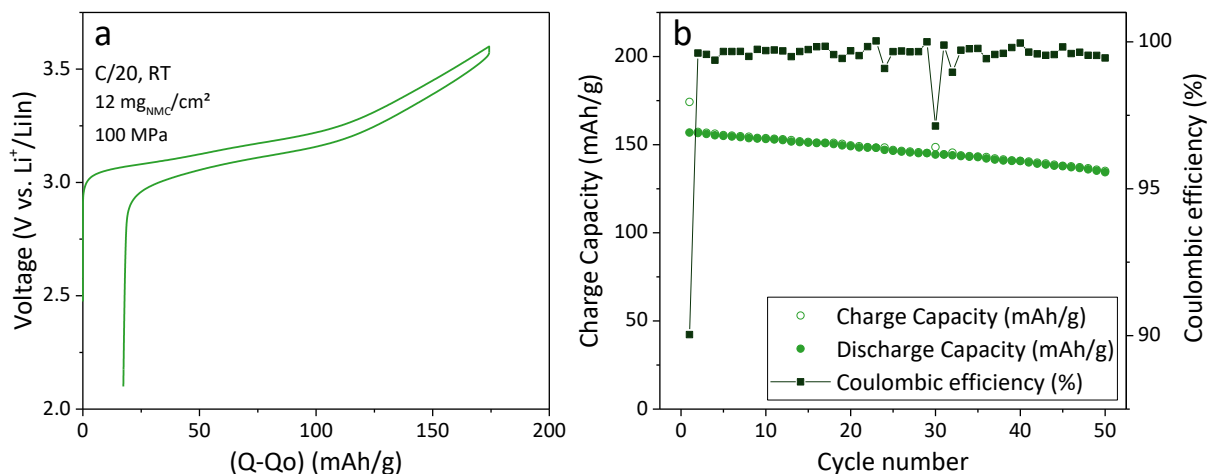 a
C/20, RT
12 mgNMC/cm²
100 MPa
Voltage (V vs. Li⁺/LiIn)
3.5
3.0
2.5
2.0
0
50
100
150
200
(Q-Qo) (mAh/g)
b
Charge Capacity (mAh/g)
200
150
100
50
0
0
10
20
30
40
50
Cycle number
100
95
90
Coulombic efficiency (%)
Charge Capacity (mAh/g)
Discharge Capacity (mAh/g)
Coulombic efficiency (%)